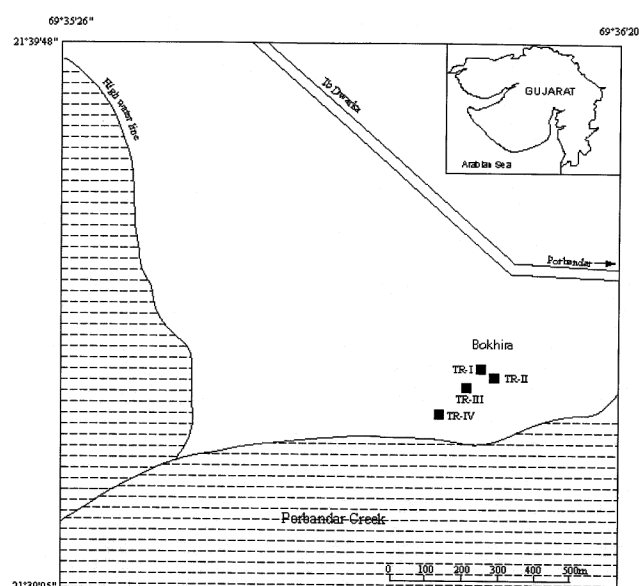 69°35'26"
69°36'20
21°39'48"
High water line
To Dwarka
GUJARAT
Arabian Sea
Porbandar
Bokhira
TR-I
TR-II
TR-III
TR-IV
Porbandar Creek
0 100 200 300 400 500m